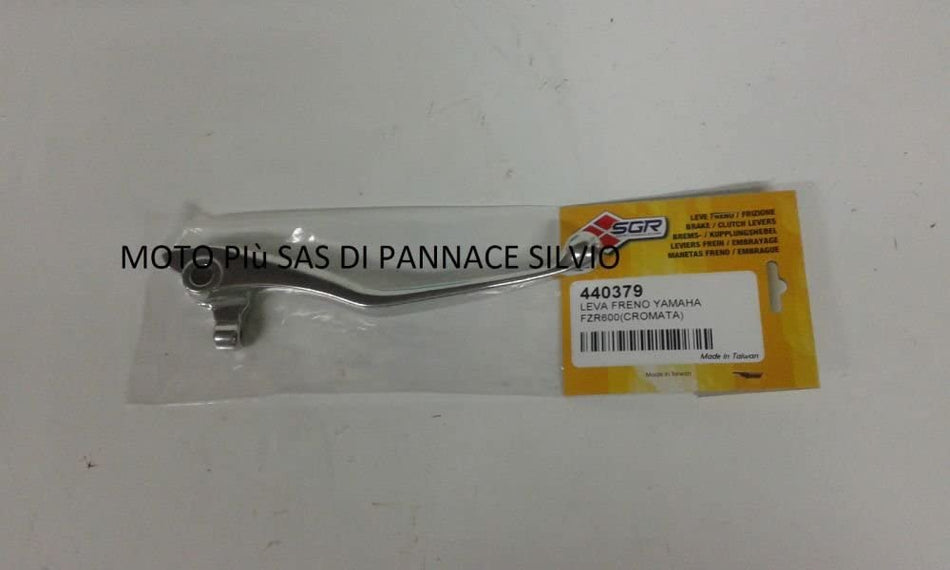 MOTO Più SAS DI PANNACE SILVIO
SGR
LEVE FRENO / FRIZIONE
BRAKE / CLUTCH LEVERS
BREMS- / KUPPLUNGSHEBEL
LEVIERS FREIN / EMBRAYAGE
MANETAS FRENO / EMBRAGUE
440379
LEVA FRENO YAMAHA
FZR600(CROMATA)
Made in Taiwan
Made in Taiwan